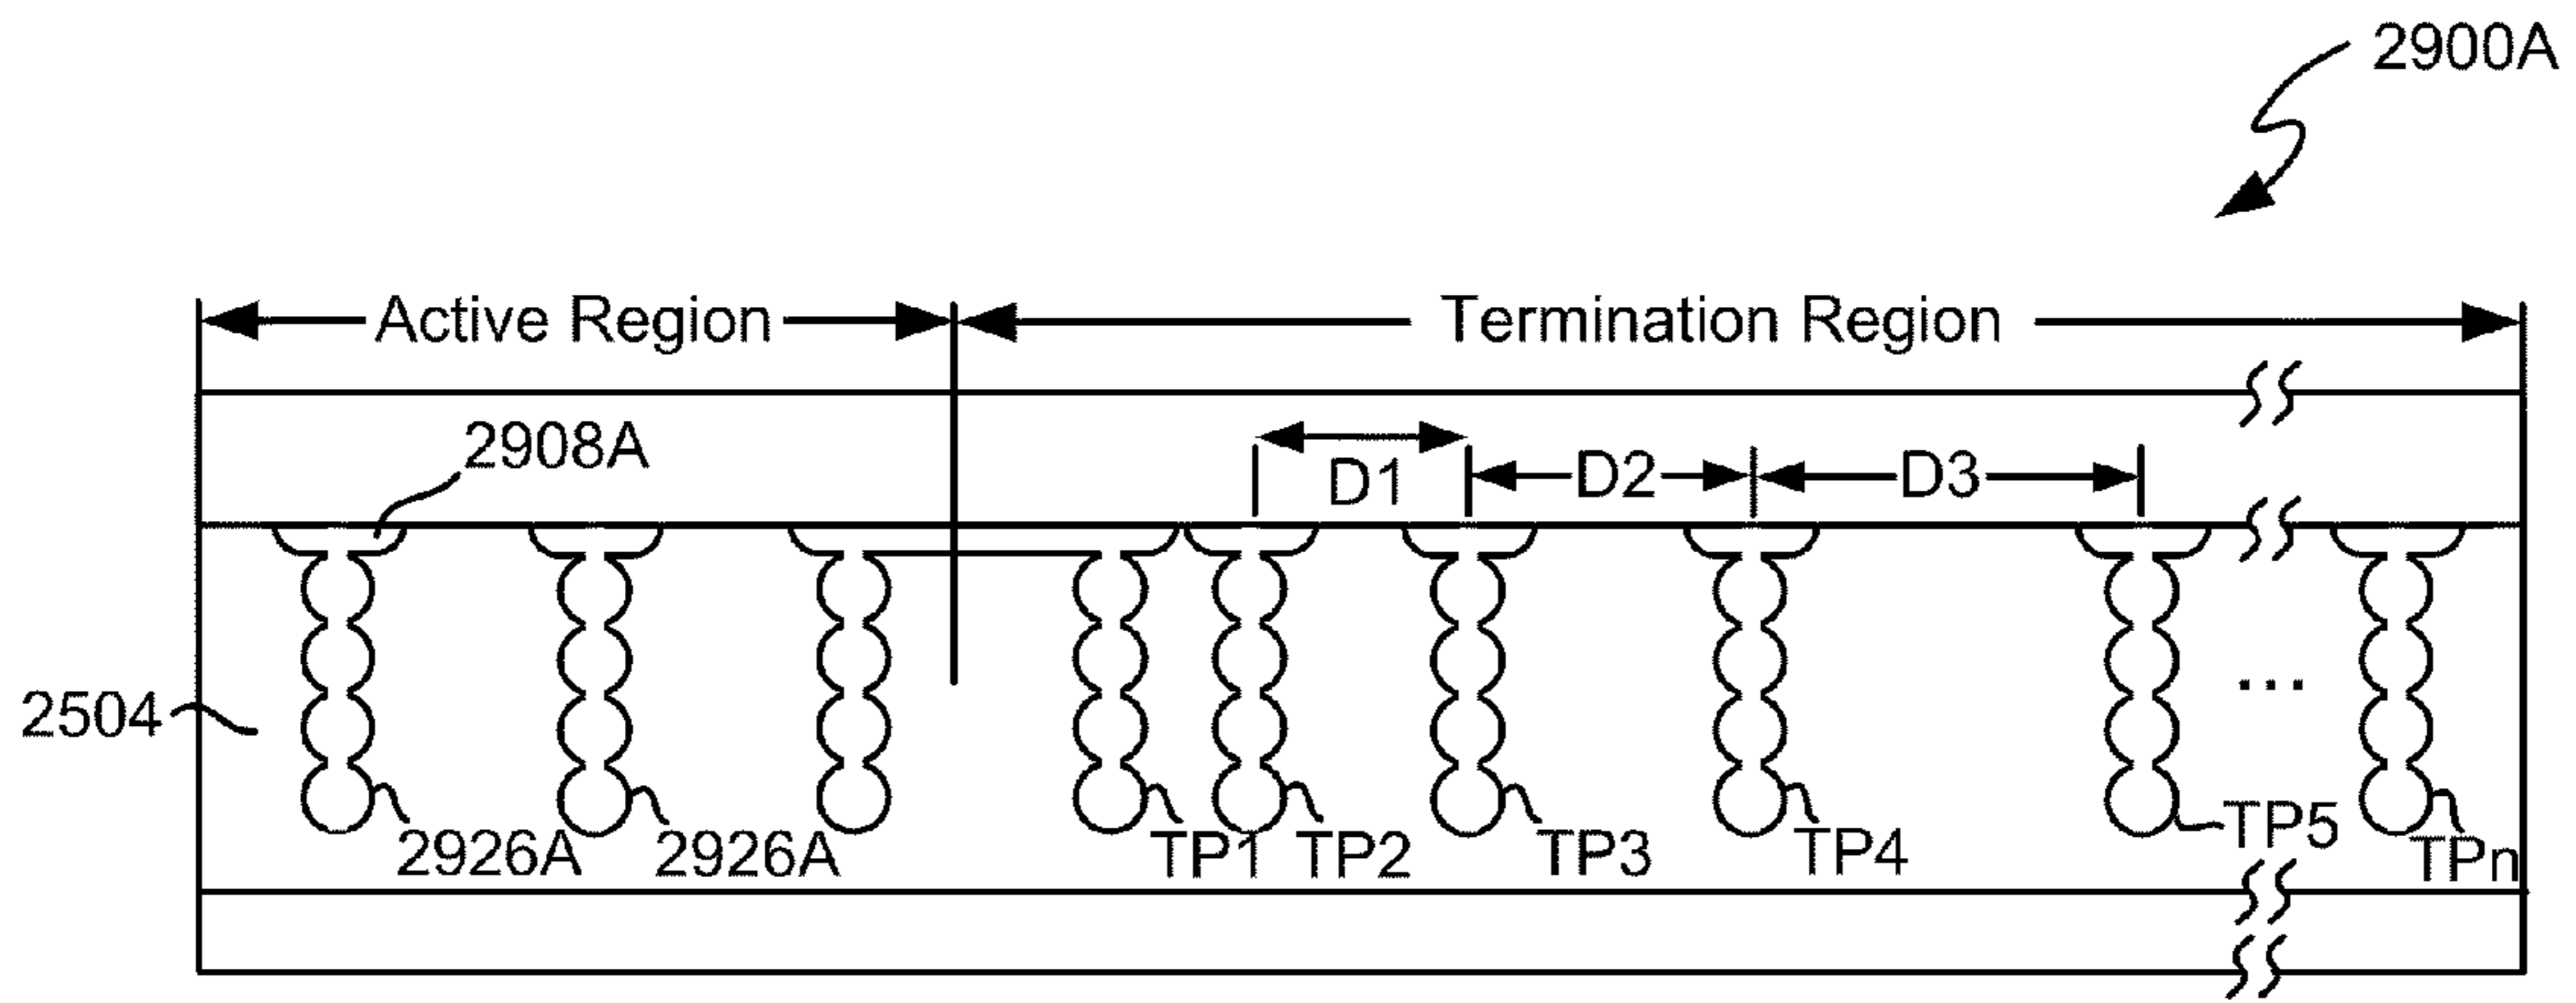 2900A
Active Region
Termination Region
2908A
D1
D2
D3
2504
2926A
2926A
TP1
TP2
TP3
TP4
TP5
...
TPn